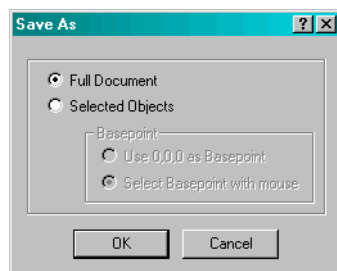 Save As
Full Document
Selected Objects
Basepoint
Use 0,0,0 as Basepoint
Select Basepoint with mouse
OK Cancel